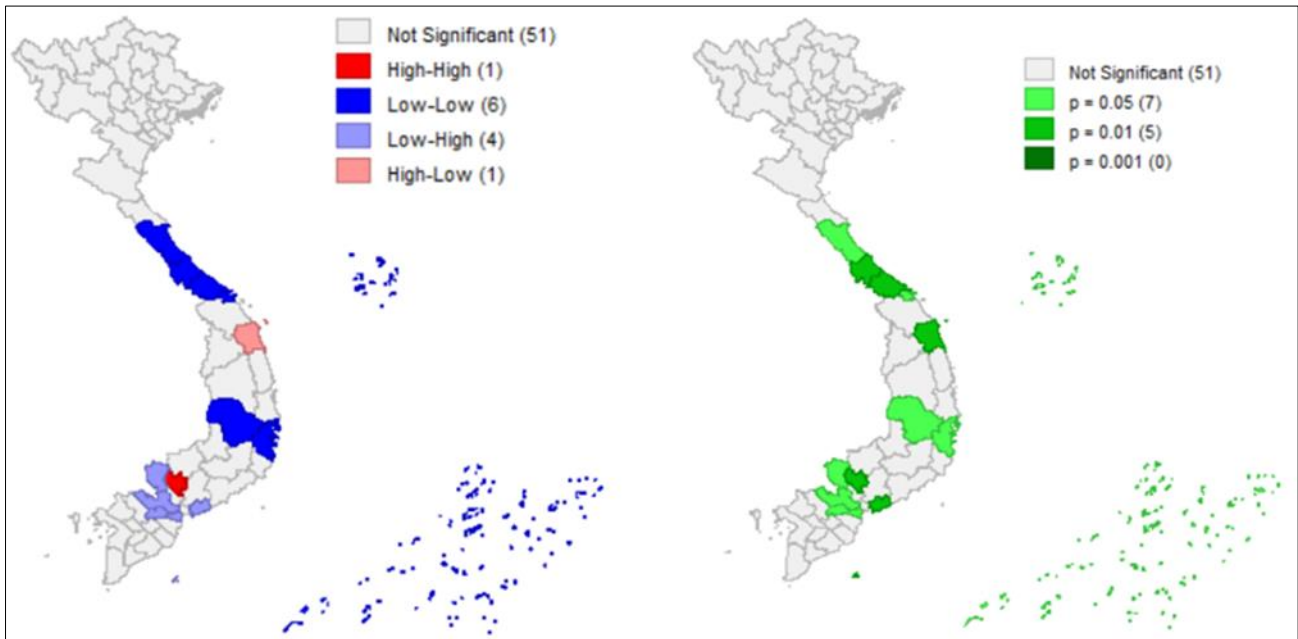 Not Significant (51)
High-High (1)
Low-Low (6)
Low-High (4)
High-Low (1)
Not Significant (51)
p = 0.05 (7)
p = 0.01 (5)
p = 0.001 (0)